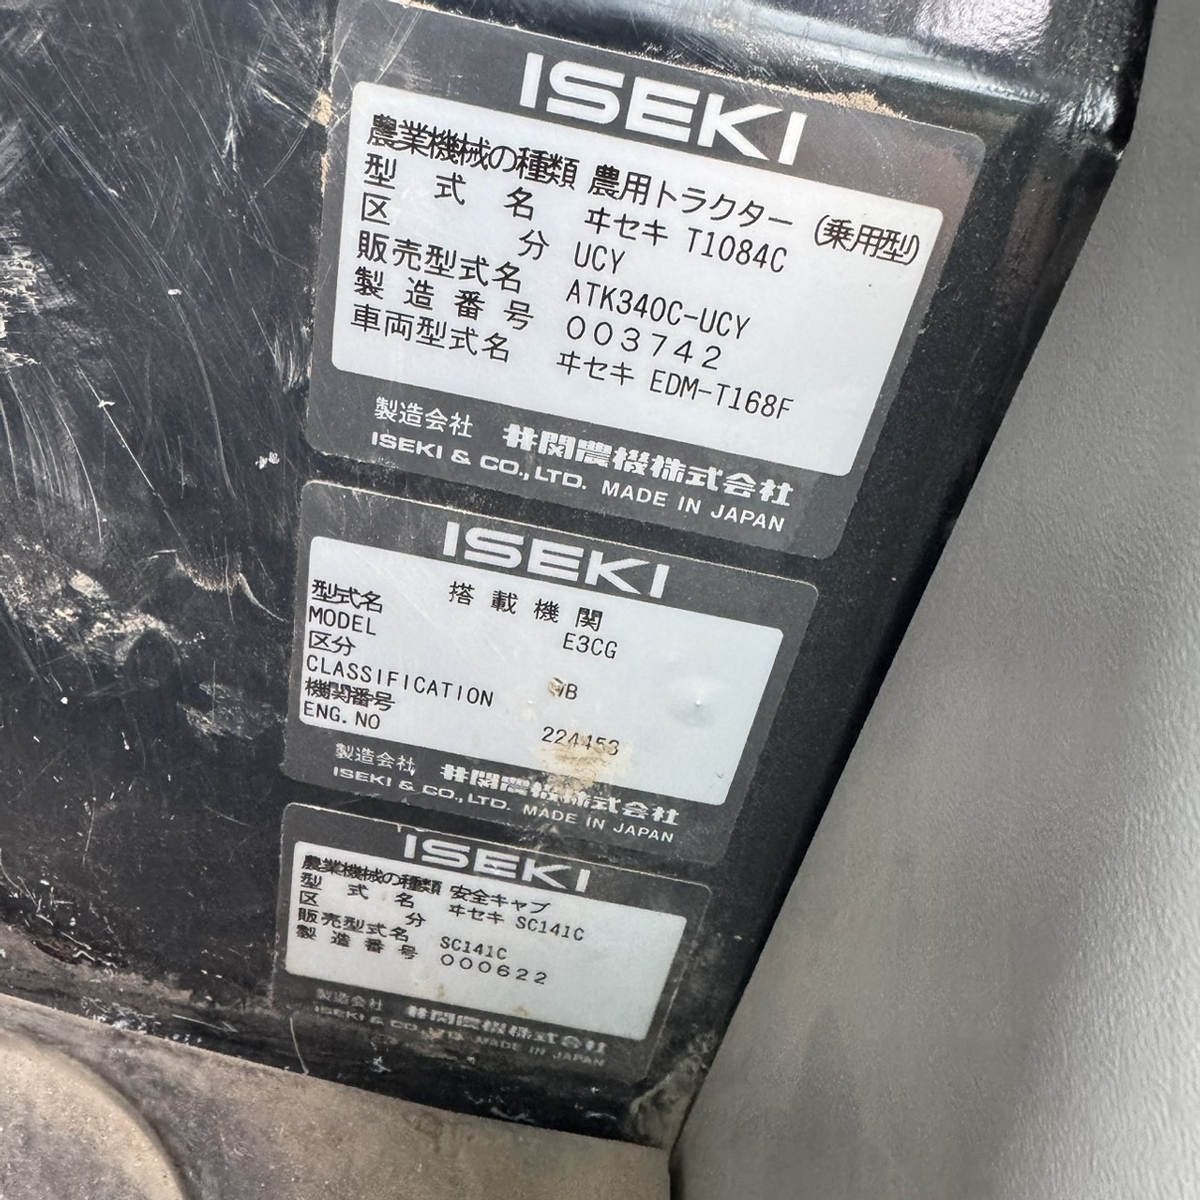 ISEKI
農業機械の種類 農用トラクター (乗用型)
型式名 ヰセキ T1084C
区分 UCY
販売型式名 ATK340C-UCY
製造番号 003742
車両型式名 ヰセキ EDM-T168F
製造会社 井関農機株式会社
ISEKI & CO., LTD. MADE IN JAPAN
ISEKI
搭載機関
型式名
MODEL E3CG
区分
CLASSIFICATION B
機関番号
ENG. NO 224453
製造会社 井関農機株式会社
ISEKI & CO., LTD. MADE IN JAPAN
ISEKI
農業機械の種類 安全キャブ
型式名 ヰセキ SC141C
区分
販売型式名 SC141C
製造番号 000622
製造会社 井関農機株式会社
ISEKI & CO., LTD. MADE IN JAPAN